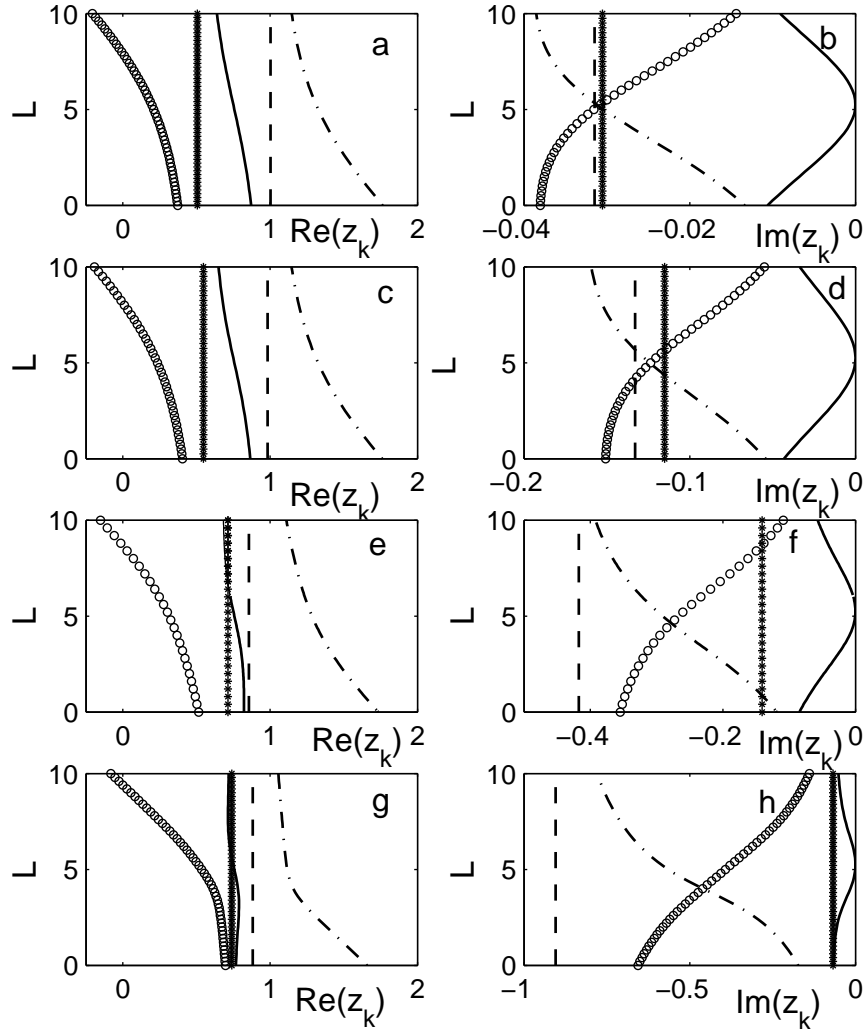 10 a 10 b
L 5 L 5
0 0
0 1 Re(z_k) 2 −0.04 −0.02 Im(z_k) 0
10 c 10 d
L 5 L 5
0 0
0 1 Re(z_k) 2 −0.2 −0.1 Im(z_k) 0
10 e 10 f
L 5 L 5
0 0
0 1 Re(z_k) 2 −0.4 −0.2 Im(z_k) 0
10 g 10 h
L 5 L 5
0 0
0 1 Re(z_k) 2 −1 −0.5 Im(z_k) 0